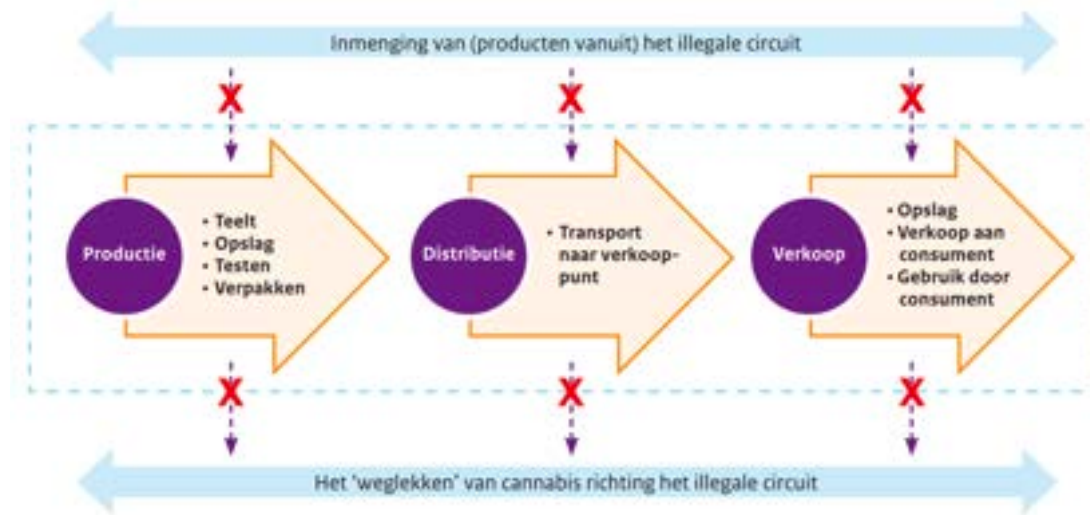 Inmenging van (producten vanuit) het illegale circuit
X
X
X
Productie
• Teelt
• Opslag
• Testen
• Verpakken
Distributie
• Transport
naar verkoop-
punt
Verkoop
• Opslag
• Verkoop aan
consument
• Gebruik door
consument
X
X
X
Het 'weglekken' van cannabis richting het illegale circuit